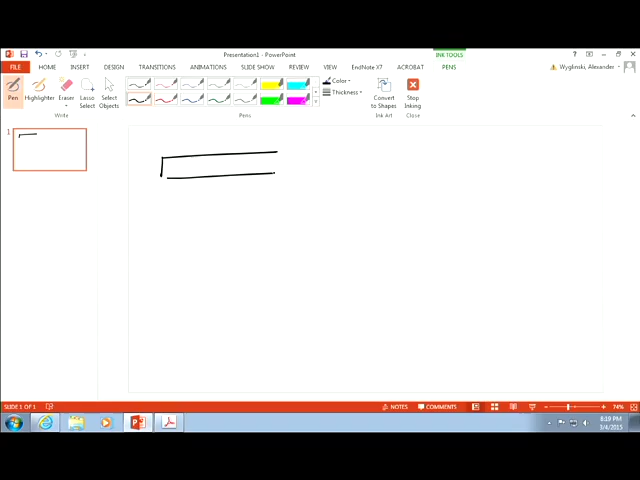 Presentation1 - PowerPoint
INK TOOLS
FILE HOME INSERT DESIGN TRANSITIONS ANIMATIONS SLIDE SHOW REVIEW VIEW EndNote X7 ACROBAT PENS
Wyglinski, Alexander
Pen Highlighter Eraser Lasso Select Select Objects
Color
Thickness
Convert to Shapes Stop Inking
Write Pens Ink Art Close
1
SLIDE 1 OF 1
NOTES COMMENTS 74%
8:19 PM
3/4/2015